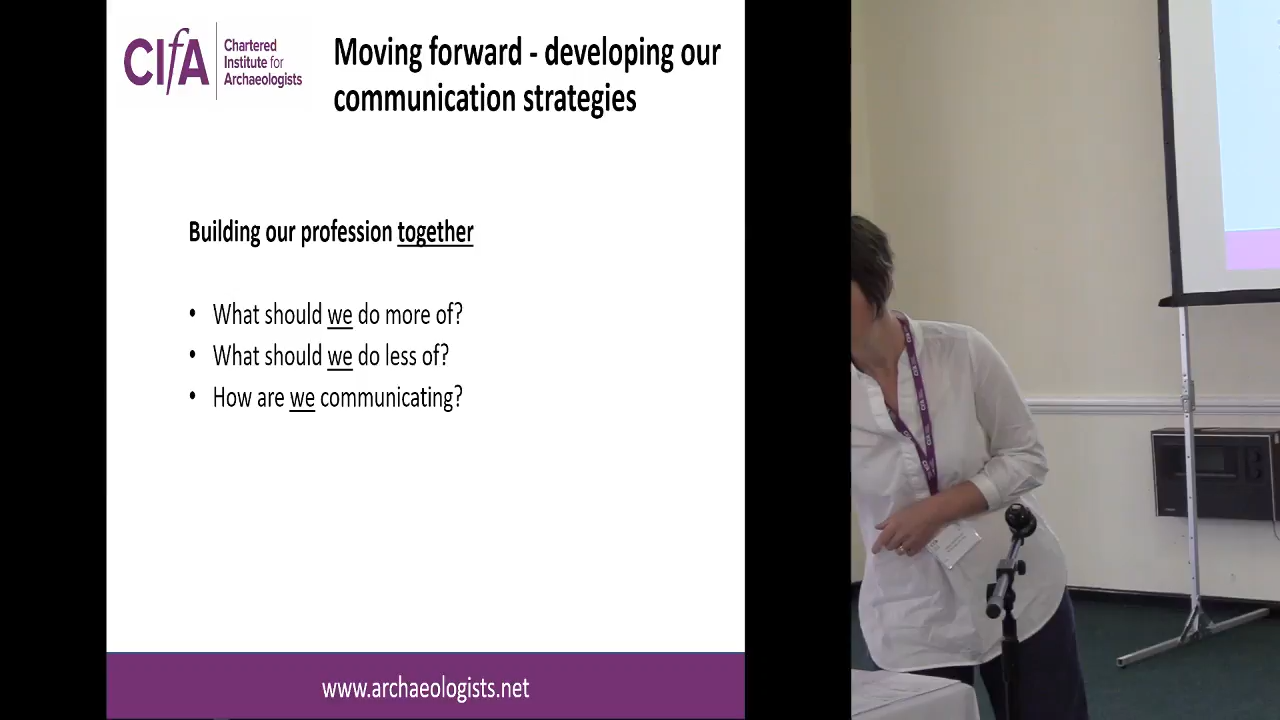 CIfA
Chartered
Institute for
Archaeologists
Moving forward - developing our
communication strategies
Building our profession together
• What should we do more of?
• What should we do less of?
• How are we communicating?
www.archaeologists.net